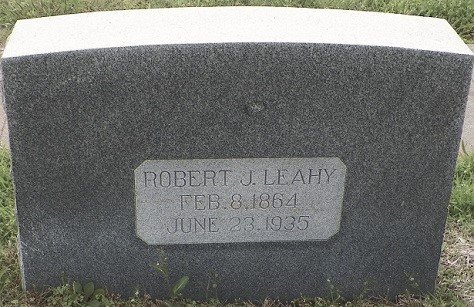 ROBERT J. LEAHY
FEB. 8, 1864
JUNE 23, 1935